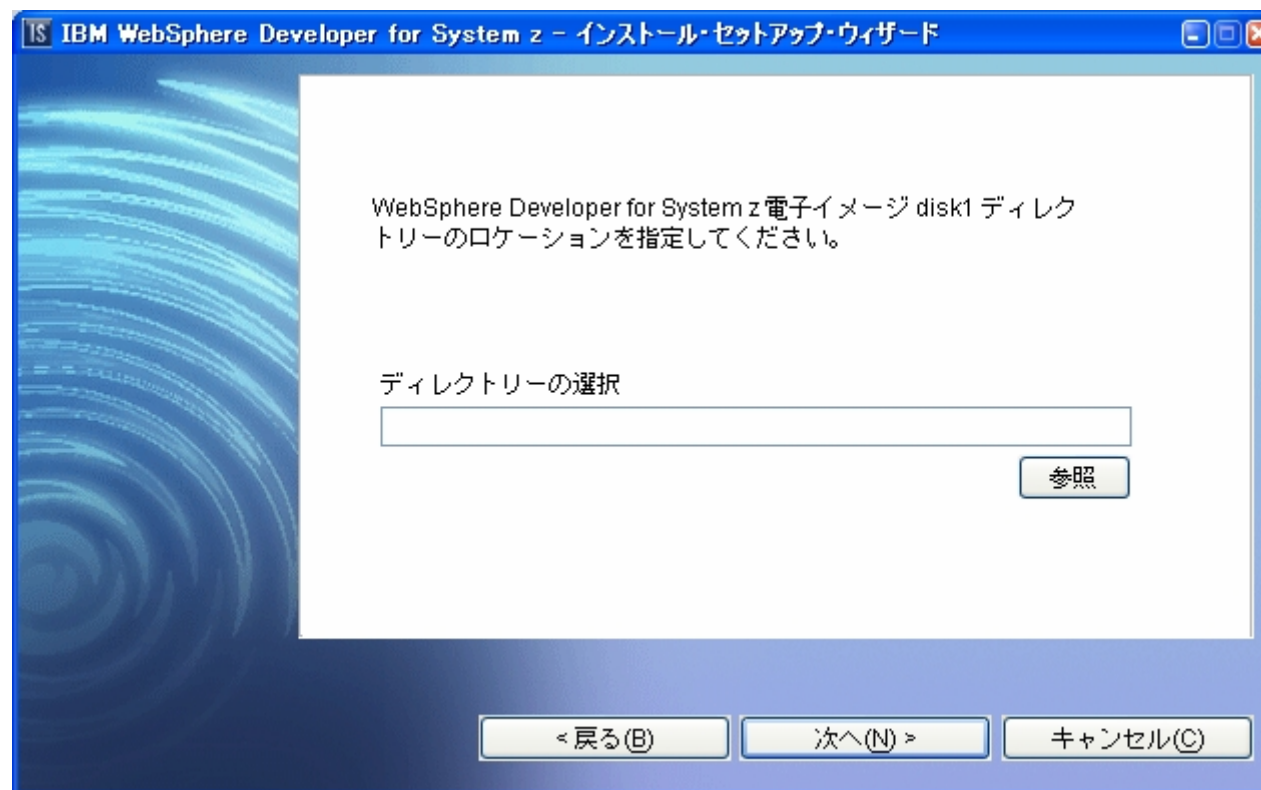 IS IBM WebSphere Developer for System z - インストール・セットアップ・ウィザード
WebSphere Developer for System z 電子イメージ disk1 ディレク
トリーのロケーションを指定してください。
ディレクトリーの選択
参照
<戻る(B)
次へ(N) >
キャンセル(C)